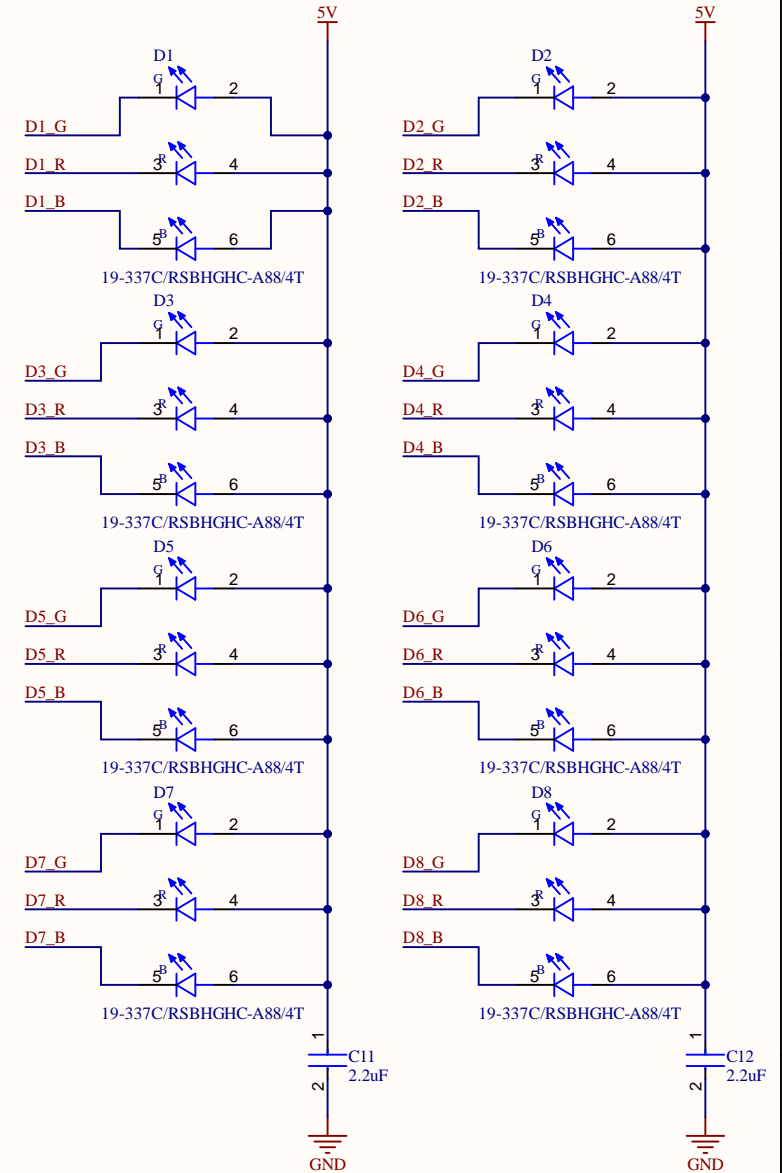 5V
5V
D1
D2
G
1
2
G
1
2
D1_G
D2_G
D1_R
3
R
4
D2_R
3
R
4
D1_B
D2_B
5
B
6
5
B
6
19-337C/RSBHGHC-A88/4T
19-337C/RSBHGHC-A88/4T
D3
D4
G
1
2
G
1
2
D3_G
D4_G
D3_R
3
R
4
D4_R
3
R
4
D3_B
D4_B
5
B
6
5
B
6
19-337C/RSBHGHC-A88/4T
19-337C/RSBHGHC-A88/4T
D5
D6
G
1
2
G
1
2
D5_G
D6_G
D5_R
3
R
4
D6_R
3
R
4
D5_B
D6_B
5
B
6
5
B
6
19-337C/RSBHGHC-A88/4T
19-337C/RSBHGHC-A88/4T
D7
D8
G
1
2
G
1
2
D7_G
D8_G
D7_R
3
R
4
D8_R
3
R
4
D7_B
D8_B
5
B
6
5
B
6
19-337C/RSBHGHC-A88/4T
19-337C/RSBHGHC-A88/4T
1
C11
2.2uF
2
1
C12
2.2uF
2
GND
GND